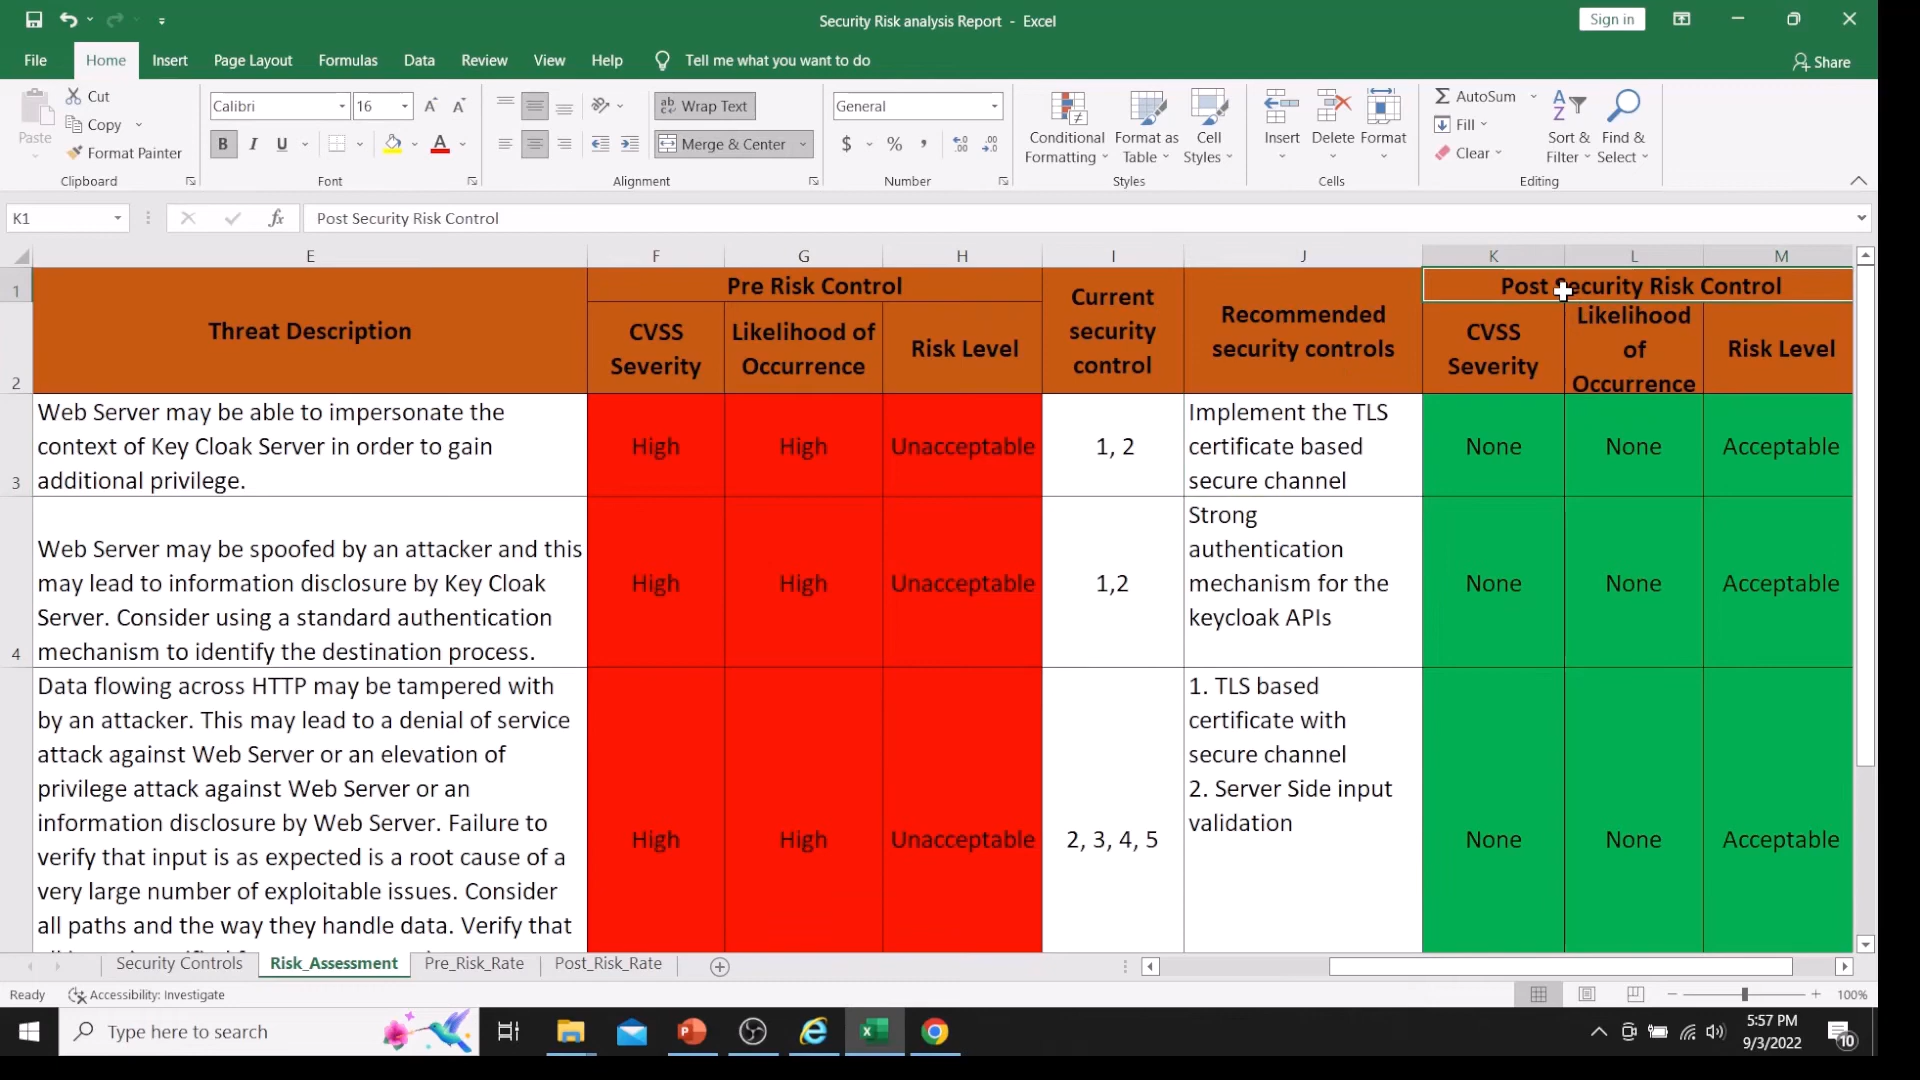 Security Risk analysis Report - Excel
Sign in
File Home Insert Page Layout Formulas Data Review View Help Tell me what you want to do
Share
Paste
Cut
Copy
Format Painter
Clipboard
Calibri 16
B I U
Font
Wrap Text
Merge & Center
Alignment
General
$ % ,
Number
Conditional Formatting
Format as Table
Cell Styles
Styles
Insert Delete Format
Cells
AutoSum
Fill
Clear
Sort & Filter
Find & Select
Editing
K1
fx
Post Security Risk Control
E F G H I J K L M
1
2
Threat Description
Pre Risk Control
CVSS
Severity
Likelihood of
Occurrence
Risk Level
Current
security
control
Recommended
security controls
Post Security Risk Control
CVSS
Severity
Likelihood
of
Occurrence
Risk Level
3
Web Server may be able to impersonate the
context of Key Cloak Server in order to gain
additional privilege.
High
High
Unacceptable
1, 2
Implement the TLS
certificate based
secure channel
None
None
Acceptable
4
Web Server may be spoofed by an attacker and this
may lead to information disclosure by Key Cloak
Server. Consider using a standard authentication
mechanism to identify the destination process.
High
High
Unacceptable
1,2
Strong
authentication
mechanism for the
keycloak APIs
None
None
Acceptable
Data flowing across HTTP may be tampered with
by an attacker. This may lead to a denial of service
attack against Web Server or an elevation of
privilege attack against Web Server or an
information disclosure by Web Server. Failure to
verify that input is as expected is a root cause of a
very large number of exploitable issues. Consider
all paths and the way they handle data. Verify that
High
High
Unacceptable
2, 3, 4, 5
1. TLS based
certificate with
secure channel
2. Server Side input
validation
None
None
Acceptable
Security Controls Risk_Assessment Pre_Risk_Rate Post_Risk_Rate
Ready
Accessibility: Investigate
100%
Type here to search
5:57 PM
9/3/2022
10